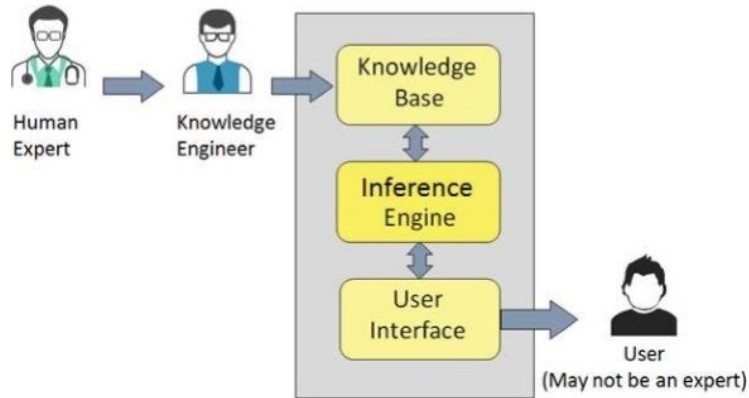 Human
Expert
Knowledge
Engineer
Knowledge
Base
Inference
Engine
User
Interface
User
(May not be an expert)